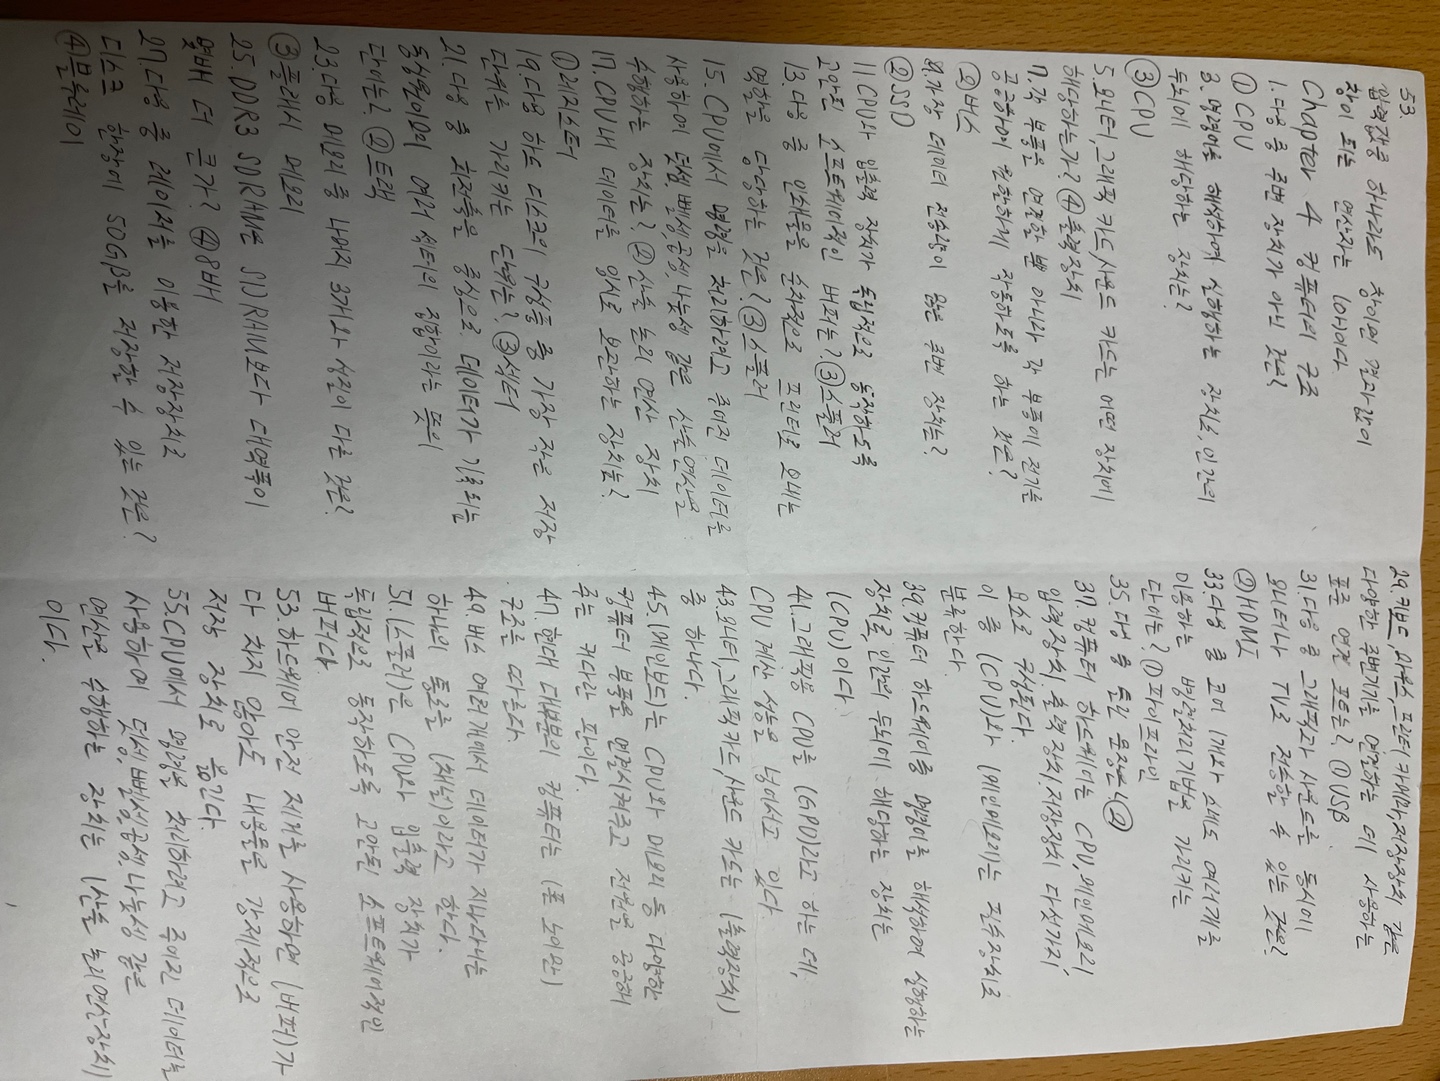 53.
입력값중 하나라도 참이면 결과값이
참이 되는 연산자는 (OR)이다
Chapter 4 컴퓨터의 구조
1.다음 중 주변 장치가 아닌 것은?
①CPU
3.명령어를 해석하여 실행하는 장치로,인간의
두뇌에 해당하는 장치는?
③CPU
5.모니터,그래픽 카드,사운드 카드는 어떤 장치에
해당하는가? ④출력장치
7.각 부품을 연결할 뿐 아니라 각 부품에 전기를
공급하여 원할하게 작동하도록 하는 것은?
②버스
9.가장 데이터 전송량이 많은 주변 장치는?
②SSD
11 CPU와 입출력 장치가 독립적으로 동작하도록
고안된 소프트웨어적인 버퍼는? ③스풀러
13.다음 중 인쇄물을 순차적으로 프린터로 보내는
역할을 담당하는 것은? ③스풀러
15. CPU에서 명령을 처리하려고 주어진 데이터를
사용하여 덧셈,뺄셈,곱셈,나눗셈 같은 산술연산을
수행하는 장치는? ②산술 논리 연산 장치
17.CPU내 데이터를 임시로 보관하는 장치는?
①레지스터
19.다음 하드 디스크의 구성품 중 가장 작은 저장
단위를 가리키는 단위는? ③섹터
21.다음 중 회전축을 중심으로 데이터가 기록되는
동심원이으리 여러 섹터의 집합이라는 뜻의
단어는? ②트랙
23.다음 메모리 중 나머지 3개와 성질이 다른 것은?
③플래시 메모리
25.DDR3 SDRAM은 SDRAM보다 대역폭이
몇배 더 큰가? ④8배
27.다음 중 레이저를 이용한 저장장치로
디스크 한장에 50GB를 저장할 수 있는 것은?
④블루레이
29.키보드,마우스,프린터 카메라,저장장치 같은
다양한 주변기기를 연결하는 데 사용하는
표준 연결 포트는? ①USB
31.다음 중 그래픽과 사운드를 동시에
모니터나 TV로 전송할 수 있는 것은?
②HDMI
33.다음 중 코어 1개와 스레드 여러개를
이용하는 병렬처리기법을 가리키는
단어는? ①파이프라인
35.다음 중 틀린 문장은?②
37.컴퓨터 하드웨어는 CPU,메인메모리,
입력장치.출력장치.저장장치 다섯가지
요소로 구성된다.
이 중 (CPU)와 (메인메모리)는 필수장치로
분류한다.
39.컴퓨터 하드웨어중 명령어를 해석하여 실행하는
장치로,인간의 두뇌에 해당하는 장치는
(CPU)이다.
41.그래픽용 CPU를 (GPU)라고 하는 데,
CPU 계산 성능을 넘어서고 있다.
43.모니터,그래픽카드,사운드 카드는 (출력장치)
중 하나다.
45.(메인보드)는 CPU와 메모리 등 다양한
컴퓨터 부품을 연결시켜주고 전원을 공급해
주는 커다란 판이다.
47.현대 대부분의 컴퓨터는 (폰 노이만)
구조를 따른다.
49.버스 여러개에서 데이터가 지나다니는
하나의 통로를 (채널)이라고 한다.
51.(스풀러)은 CPU와 입출력 장치가
독립적으로 동작하도록 고안된 소프트웨어적인
버퍼다.
53.하드웨어 안전 제거를 사용하면 (버퍼)가
다 차지 않아도 내용물을 강제적으로
저장 장치로 옮긴다.
55.CPU에서 명령을 처리하려고 주어진 데이터를
사용하여 덧셈,뺄셈,곱셈,나눗셈 같은
연산을 수행하는 장치는 (산술 논리연산장치)
이다.